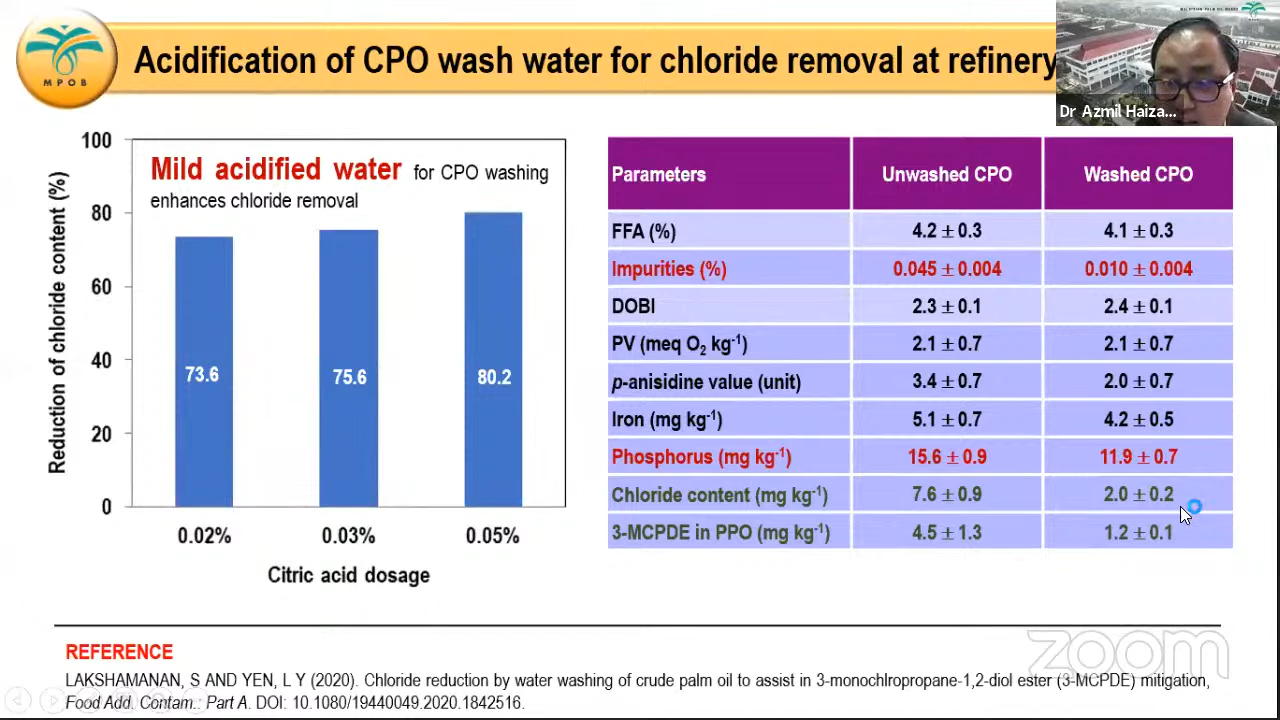 MPOB
Acidification of CPO wash water for chloride removal at refinery
MALAYSIAN PALM OIL BOARD
Dr Azmil Haiza...
100
80
60
40
20
0
Reduction of chloride content (%)
Mild acidified water for CPO washing
enhances chloride removal
73.6
75.6
80.2
0.02% 0.03% 0.05%
Citric acid dosage
Parameters Unwashed CPO Washed CPO
FFA (%) 4.2 ± 0.3 4.1 ± 0.3
Impurities (%) 0.045 ± 0.004 0.010 ± 0.004
DOBI 2.3 ± 0.1 2.4 ± 0.1
PV (meq O₂ kg⁻¹) 2.1 ± 0.7 2.1 ± 0.7
p-anisidine value (unit) 3.4 ± 0.7 2.0 ± 0.7
Iron (mg kg⁻¹) 5.1 ± 0.7 4.2 ± 0.5
Phosphorus (mg kg⁻¹) 15.6 ± 0.9 11.9 ± 0.7
Chloride content (mg kg⁻¹) 7.6 ± 0.9 2.0 ± 0.2
3-MCPDE in PPO (mg kg⁻¹) 4.5 ± 1.3 1.2 ± 0.1
REFERENCE
LAKSHAMANAN, S AND YEN, L Y (2020). Chloride reduction by water washing of crude palm oil to assist in 3-monochlropropane-1,2-diol ester (3-MCPDE) mitigation,
Food Add. Contam.: Part A. DOI: 10.1080/19440049.2020.1842516.
zoom